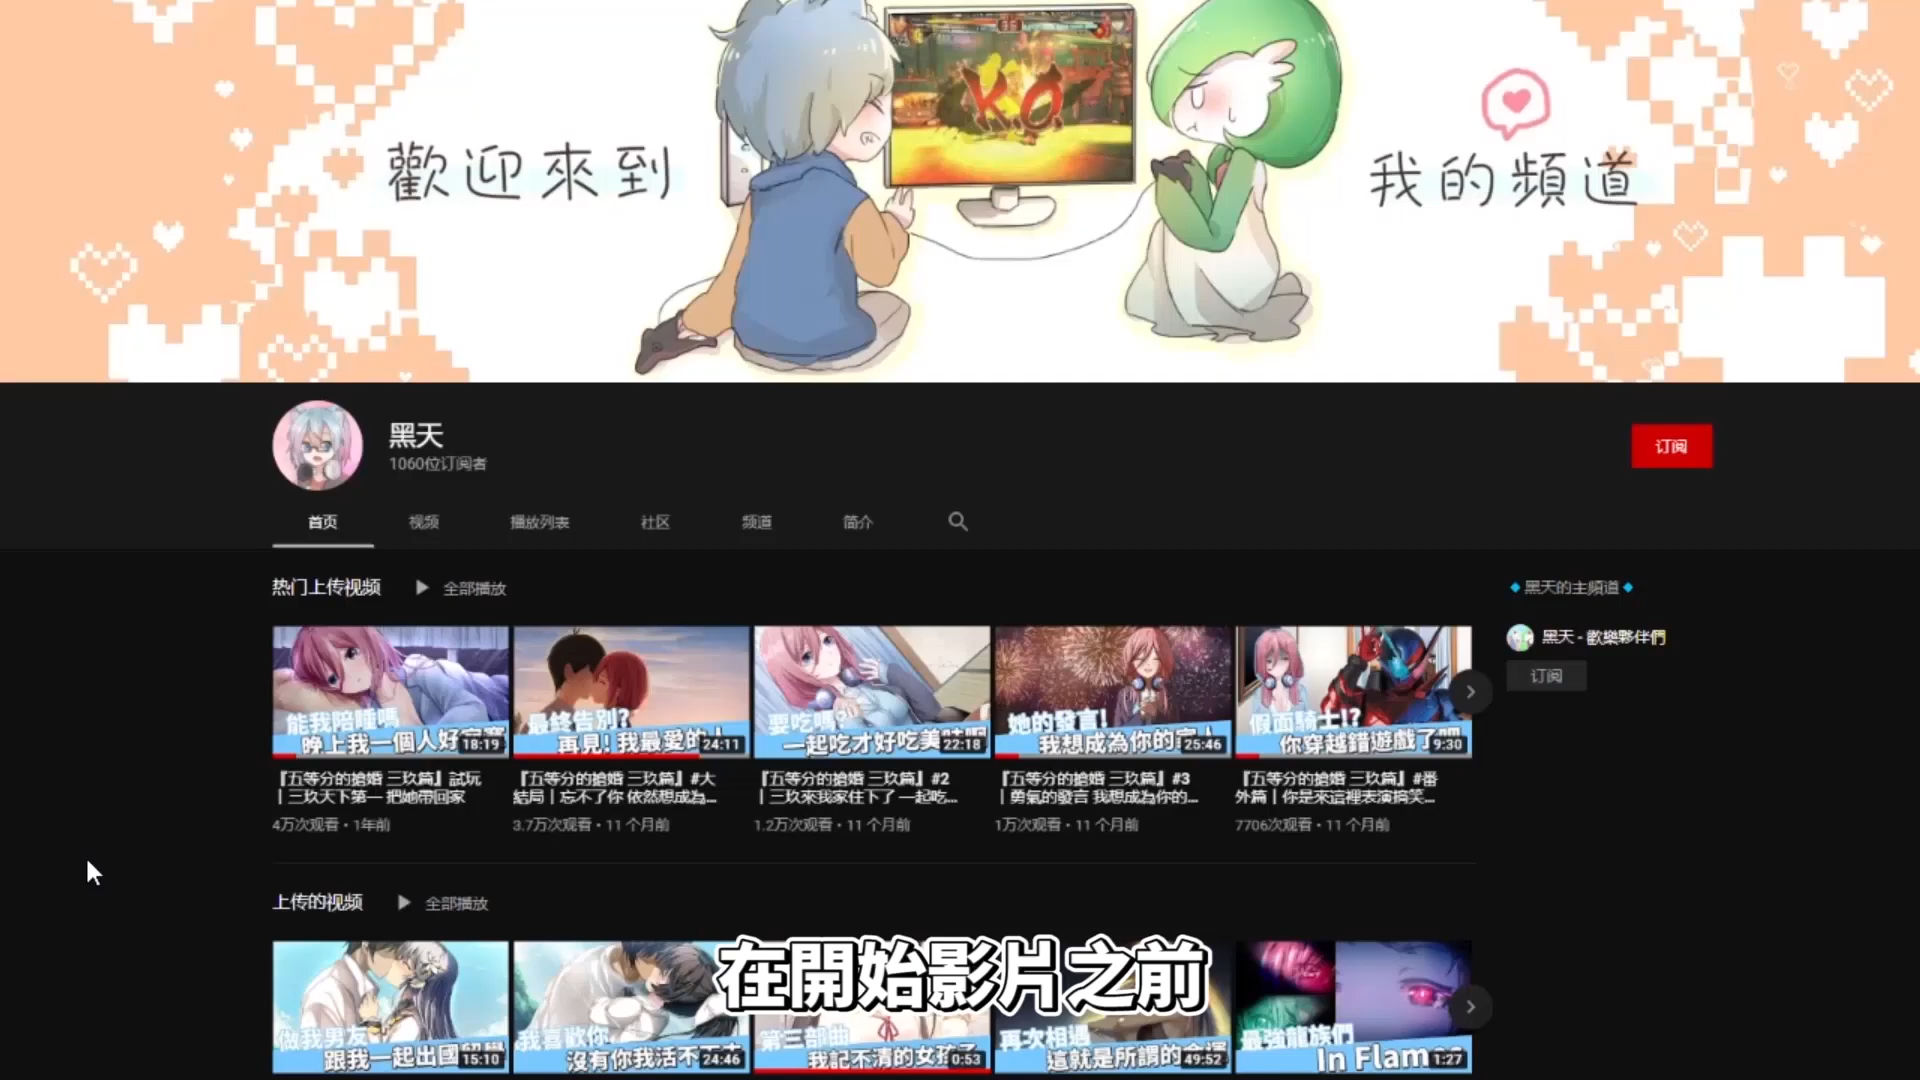 歡迎來到
我的頻道
K.O.
黑天
1060位订阅者
订阅
首页
视频
播放列表
社区
频道
简介
热门上传视频
全部播放
黑天的主頻道
黑天 - 歡樂夥伴們
订阅
能我陪睡嗎
晚上我一個人好
18:19
最終告別?
再見!我最愛的人
24:11
要吃嗎?
一起吃才好吃美味啊
22:18
她的發言!
我想成為你的家人
25:46
假面騎士!?
你穿越錯遊戲了吧
9:30
『五等分的搶婚 三玖篇』試玩
| 三玖天下第一 把她帶回家
4万次观看・1年前
『五等分的搶婚 三玖篇』#大
結局 | 忘不了你 依然想成為...
3.7万次观看・11 个月前
『五等分的搶婚 三玖篇』#2
| 三玖來我家住下了 一起吃...
1.2万次观看・11 个月前
『五等分的搶婚 三玖篇』#3
| 勇氣的發言 我想成為你的...
1万次观看・11 个月前
『五等分的搶婚 三玖篇』#番
外篇 | 你是來這裡表演搞笑...
7706次观看・11 个月前
上传的视频
全部播放
在開始影片之前
做我男友
跟我一起出國
15:10
我喜歡你
沒有你我活不
24:46
第三部曲
我記不清的女孩子
0:53
再次相遇
這就是所謂的命運
49:52
最強龍族們
In Flam
1:27